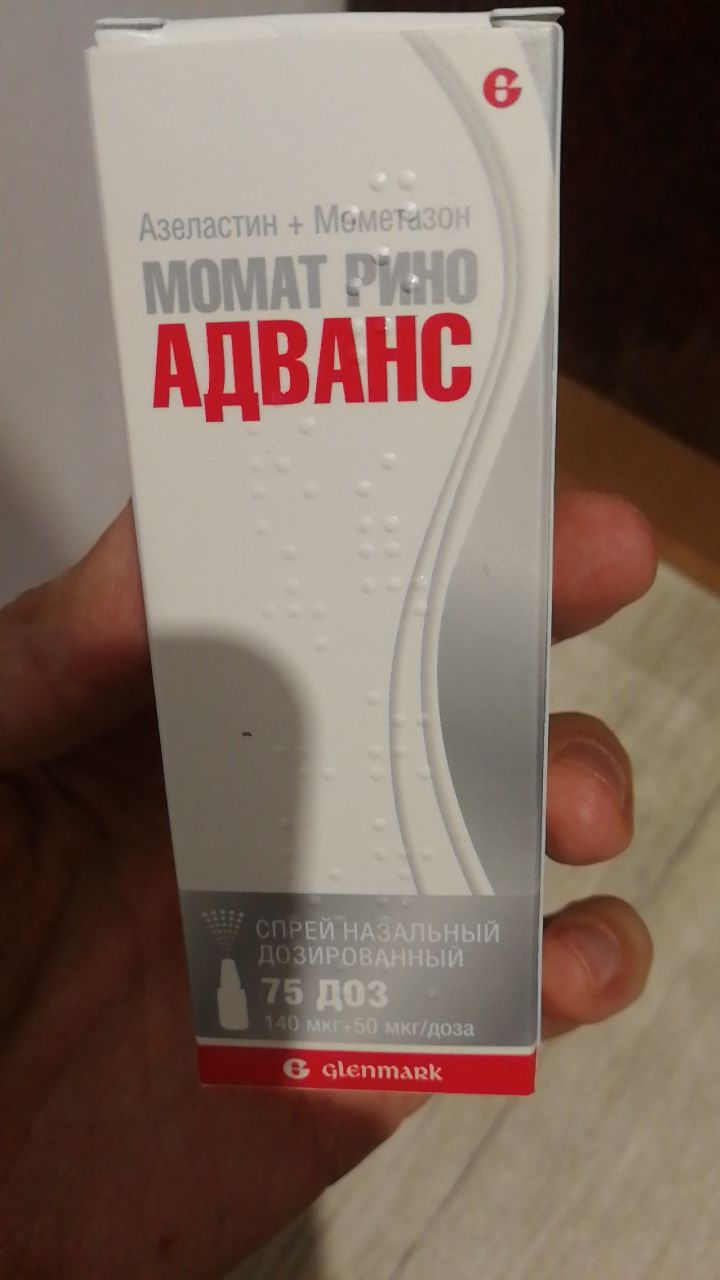 Азеластин + Мометазон
МОМАТ РИНО
АДВАНС
СПРЕЙ НАЗАЛЬНЫЙ
ДОЗИРОВАННЫЙ
75 ДОЗ
140 мкг+50 мкг/доза
glenmark